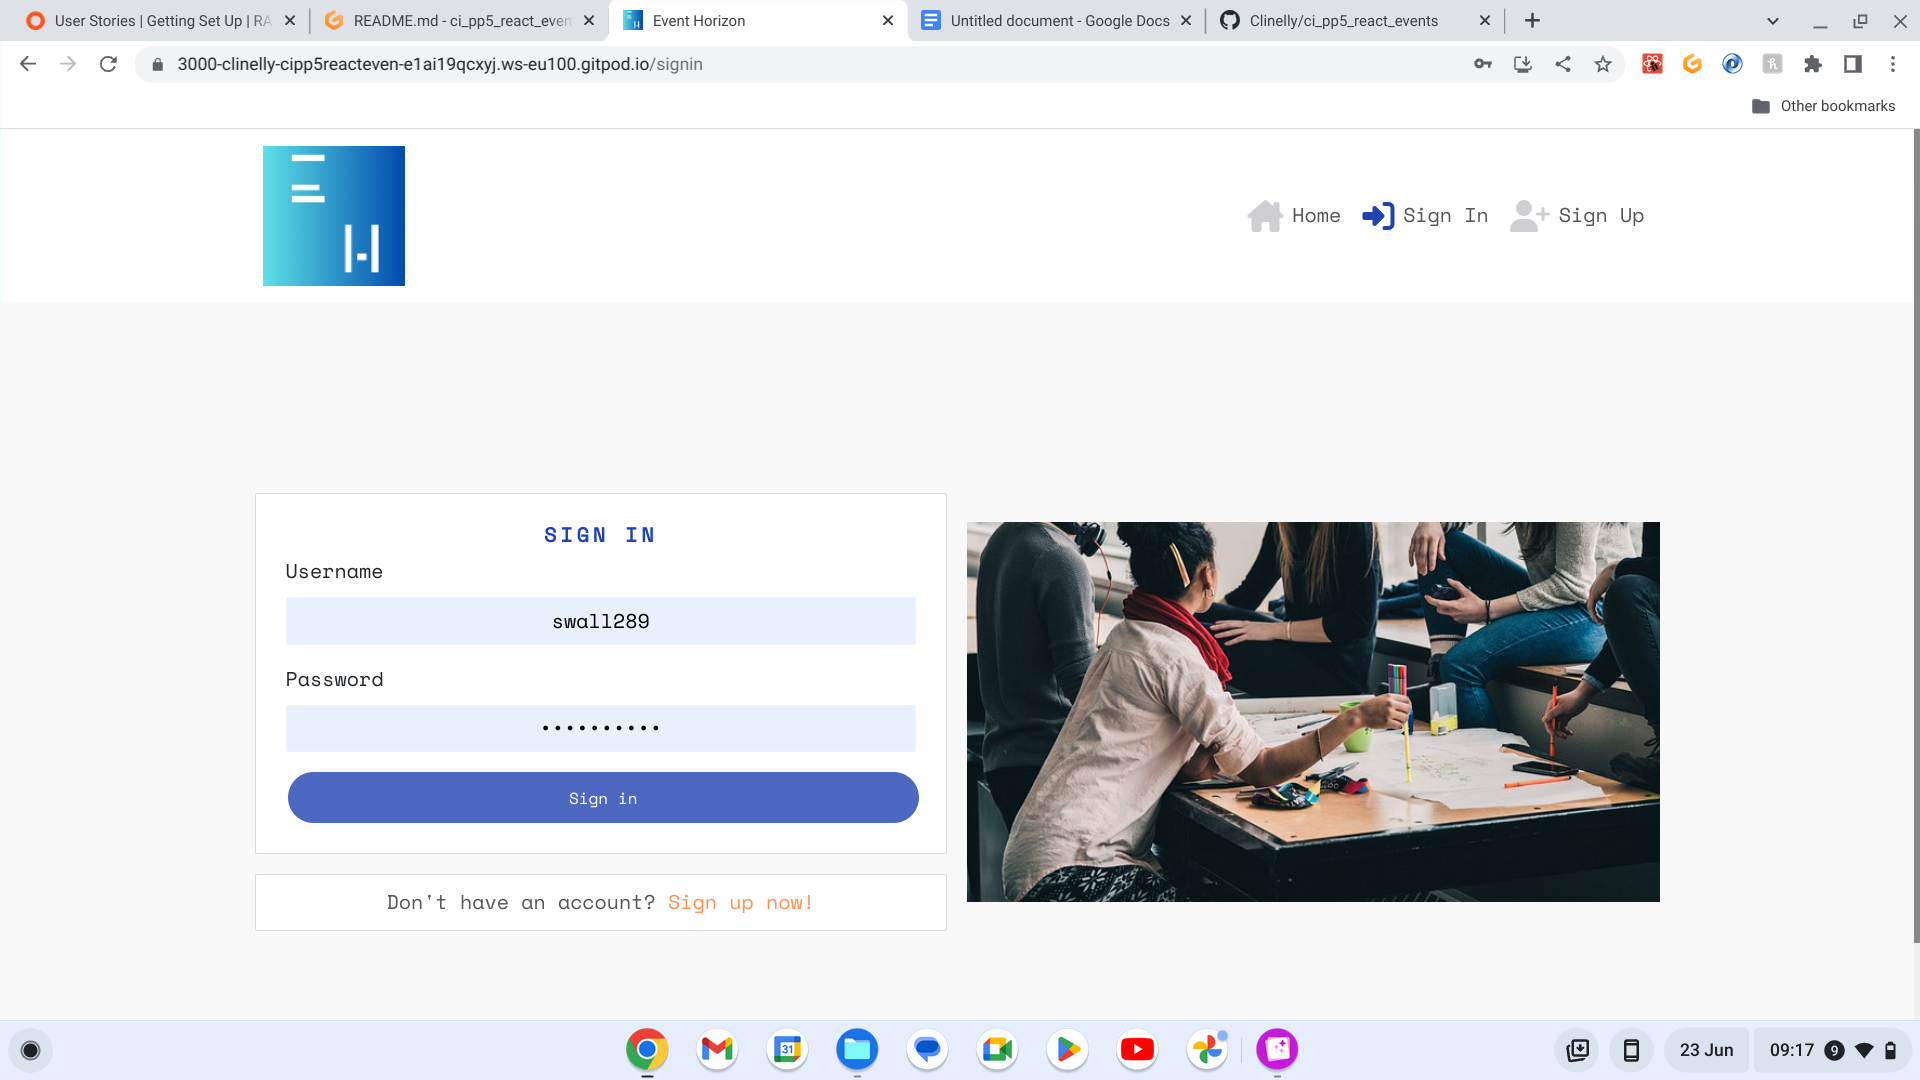 User Stories | Getting Set Up | RA
README.md - ci_pp5_react_even
Event Horizon
Untitled document - Google Docs
Clinelly/ci_pp5_react_events
3000-clinelly-cipp5reacteven-e1ai19qcxyj.ws-eu100.gitpod.io/signin
Other bookmarks
Home
Sign In
Sign Up
SIGN IN
Username
swall289
Password
••••••••••
Sign in
Don't have an account? Sign up now!
31
23 Jun
09:17
9